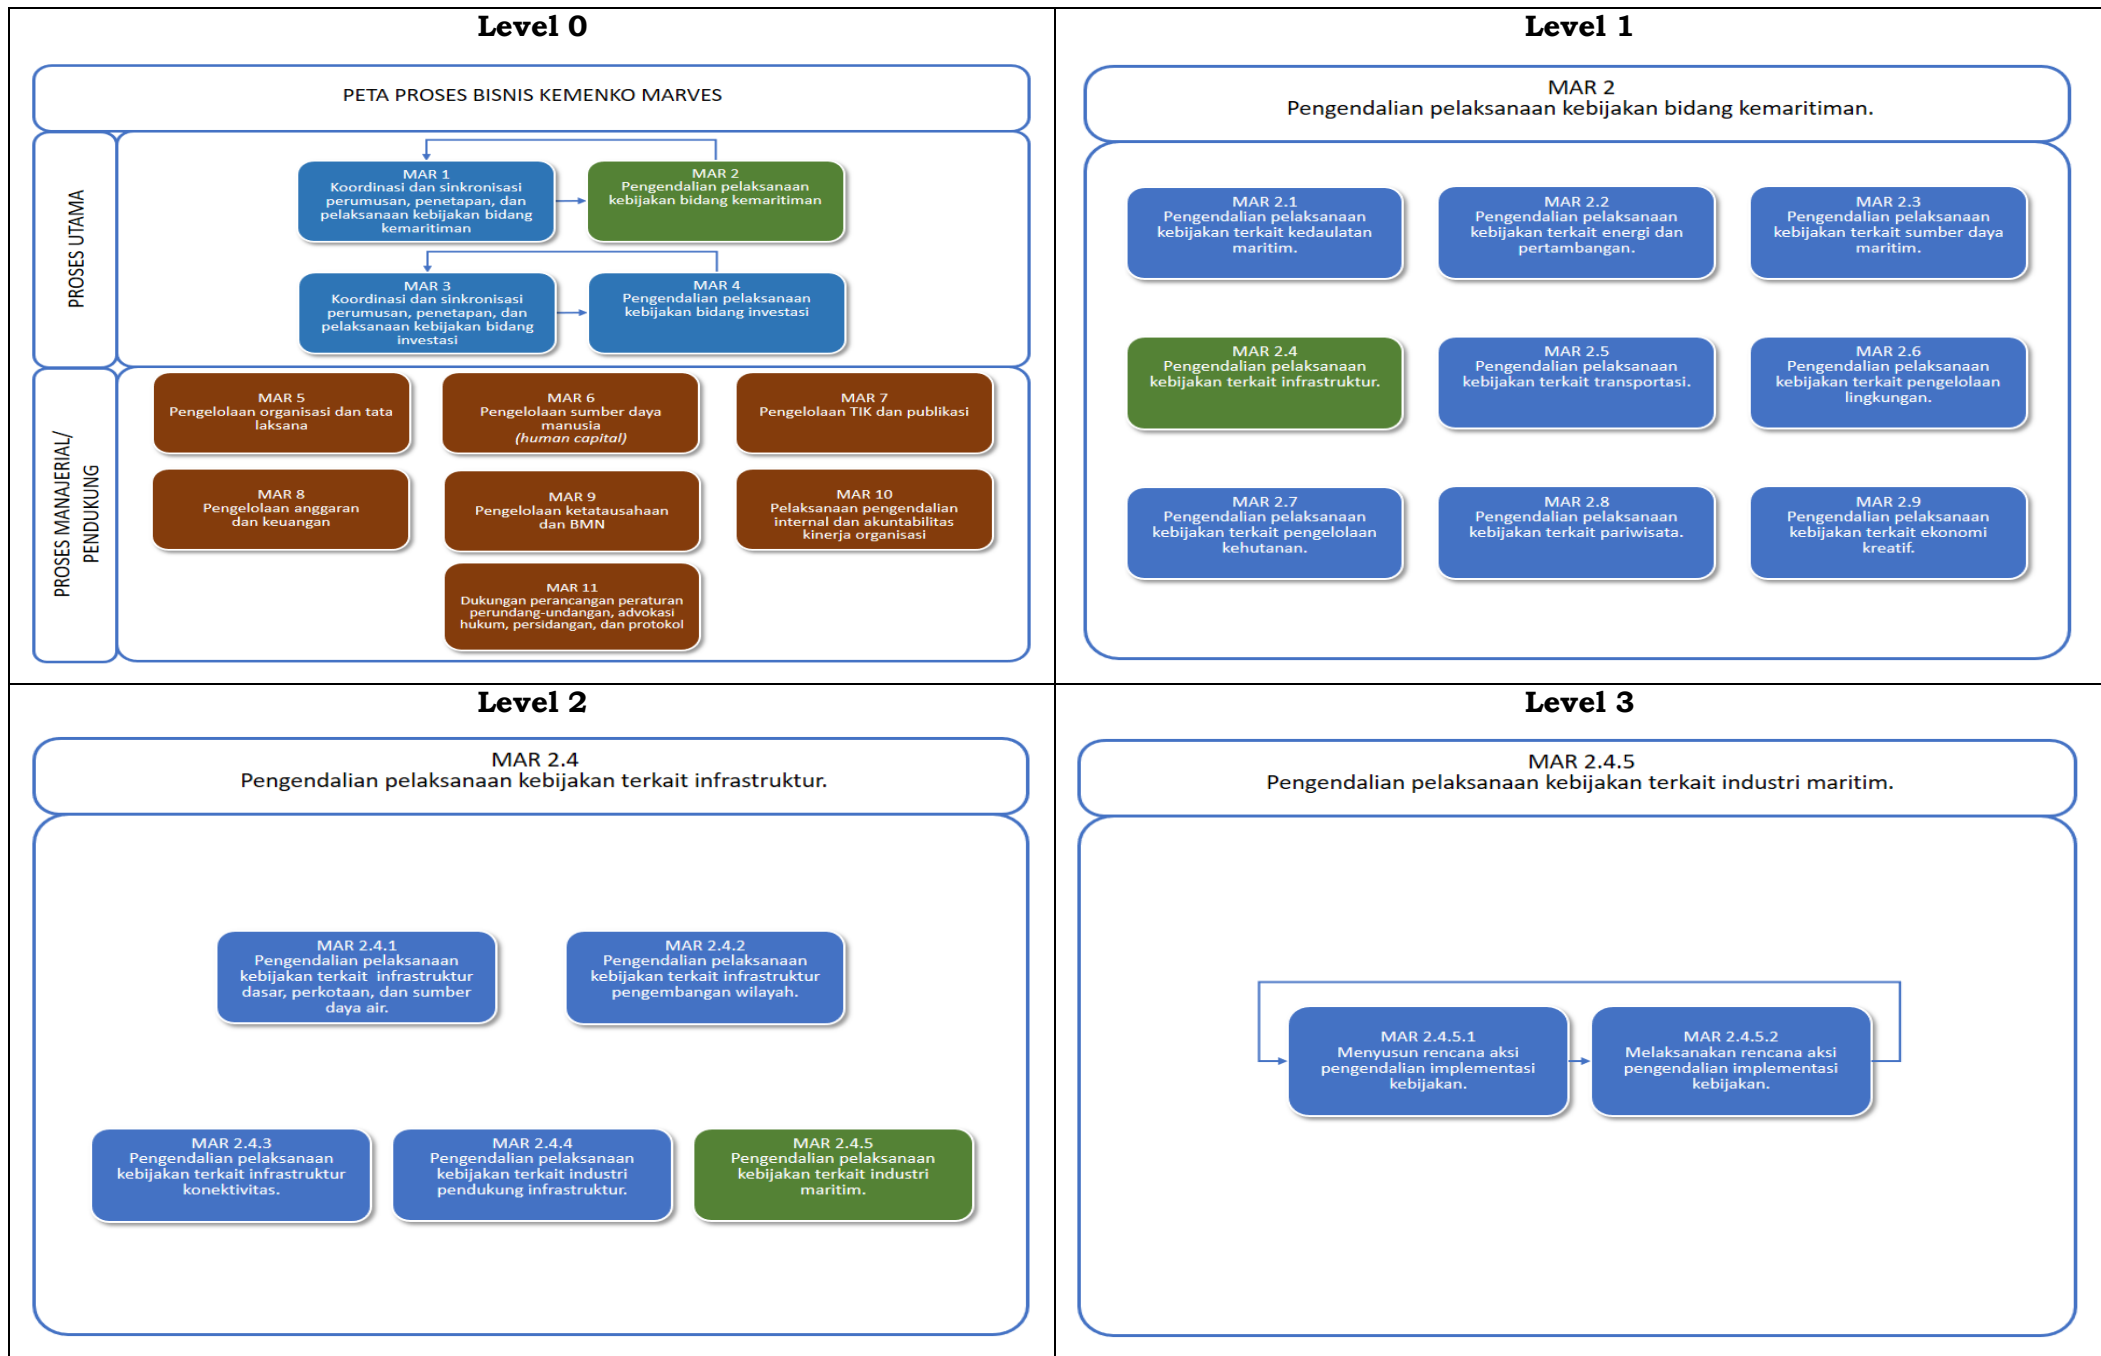 Level 0
PETA PROSES BISNIS KEMENKO MARVES
PROSES UTAMA
MAR 1
Koordinasi dan sinkronisasi
perumusan, penetapan, dan
pelaksanaan kebijakan bidang
kemaritiman
MAR 2
Pengendalian pelaksanaan
kebijakan bidang kemaritiman
MAR 3
Koordinasi dan sinkronisasi
perumusan, penetapan, dan
pelaksanaan kebijakan bidang
investasi
MAR 4
Pengendalian pelaksanaan
kebijakan bidang investasi
PROSES MANAJERIAL/
PENDUKUNG
MAR 5
Pengelolaan organisasi dan tata
laksana
MAR 6
Pengelolaan sumber daya
manusia
(human capital)
MAR 7
Pengelolaan TIK dan publikasi
MAR 8
Pengelolaan anggaran
dan keuangan
MAR 9
Pengelolaan ketatausahaan
dan BMN
MAR 10
Pelaksanaan pengendalian
internal dan akuntabilitas
kinerja organisasi
MAR 11
Dukungan perancangan peraturan
perundang-undangan, advokasi
hukum, persidangan, dan protokol
Level 1
MAR 2
Pengendalian pelaksanaan kebijakan bidang kemaritiman.
MAR 2.1
Pengendalian pelaksanaan
kebijakan terkait kedaulatan
maritim.
MAR 2.2
Pengendalian pelaksanaan
kebijakan terkait energi dan
pertambangan.
MAR 2.3
Pengendalian pelaksanaan
kebijakan terkait sumber daya
maritim.
MAR 2.4
Pengendalian pelaksanaan
kebijakan terkait infrastruktur.
MAR 2.5
Pengendalian pelaksanaan
kebijakan terkait transportasi.
MAR 2.6
Pengendalian pelaksanaan
kebijakan terkait pengelolaan
lingkungan.
MAR 2.7
Pengendalian pelaksanaan
kebijakan terkait pengelolaan
kehutanan.
MAR 2.8
Pengendalian pelaksanaan
kebijakan terkait pariwisata.
MAR 2.9
Pengendalian pelaksanaan
kebijakan terkait ekonomi
kreatif.
Level 2
MAR 2.4
Pengendalian pelaksanaan kebijakan terkait infrastruktur.
MAR 2.4.1
Pengendalian pelaksanaan
kebijakan terkait infrastruktur
dasar, perkotaan, dan sumber
daya air.
MAR 2.4.2
Pengendalian pelaksanaan
kebijakan terkait infrastruktur
pengembangan wilayah.
MAR 2.4.3
Pengendalian pelaksanaan
kebijakan terkait infrastruktur
konektivitas.
MAR 2.4.4
Pengendalian pelaksanaan
kebijakan terkait industri
pendukung infrastruktur.
MAR 2.4.5
Pengendalian pelaksanaan
kebijakan terkait industri
maritim.
Level 3
MAR 2.4.5
Pengendalian pelaksanaan kebijakan terkait industri maritim.
MAR 2.4.5.1
Menyusun rencana aksi
pengendalian implementasi
kebijakan.
MAR 2.4.5.2
Melaksanakan rencana aksi
pengendalian implementasi
kebijakan.